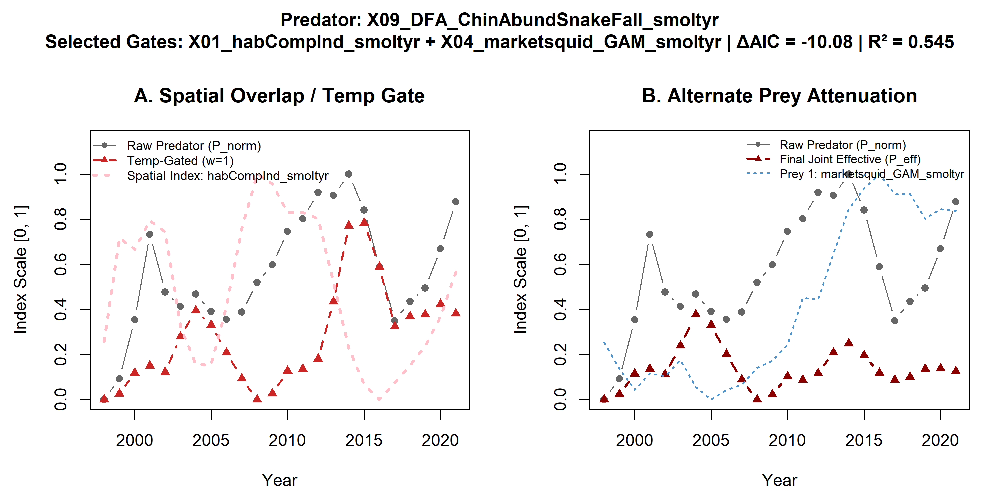 Predator: X09_DFA_ChinAbundSnakeFall_smoltyr
Selected Gates: X01_habCompInd_smoltyr + X04_marketsquid_GAM_smoltyr | ΔAIC = -10.08 | R² = 0.545
A. Spatial Overlap / Temp Gate
Raw Predator (P_norm)
Temp-Gated (w=1)
Spatial Index: habCompInd_smoltyr
Index Scale [0, 1]
1.0
0.8
0.6
0.4
0.2
0.0
2000 2005 2010 2015 2020
Year
B. Alternate Prey Attenuation
Raw Predator (P_norm)
Final Joint Effective (P_eff)
Prey 1: marketsquid_GAM_smoltyr
Index Scale [0, 1]
1.0
0.8
0.6
0.4
0.2
0.0
2000 2005 2010 2015 2020
Year